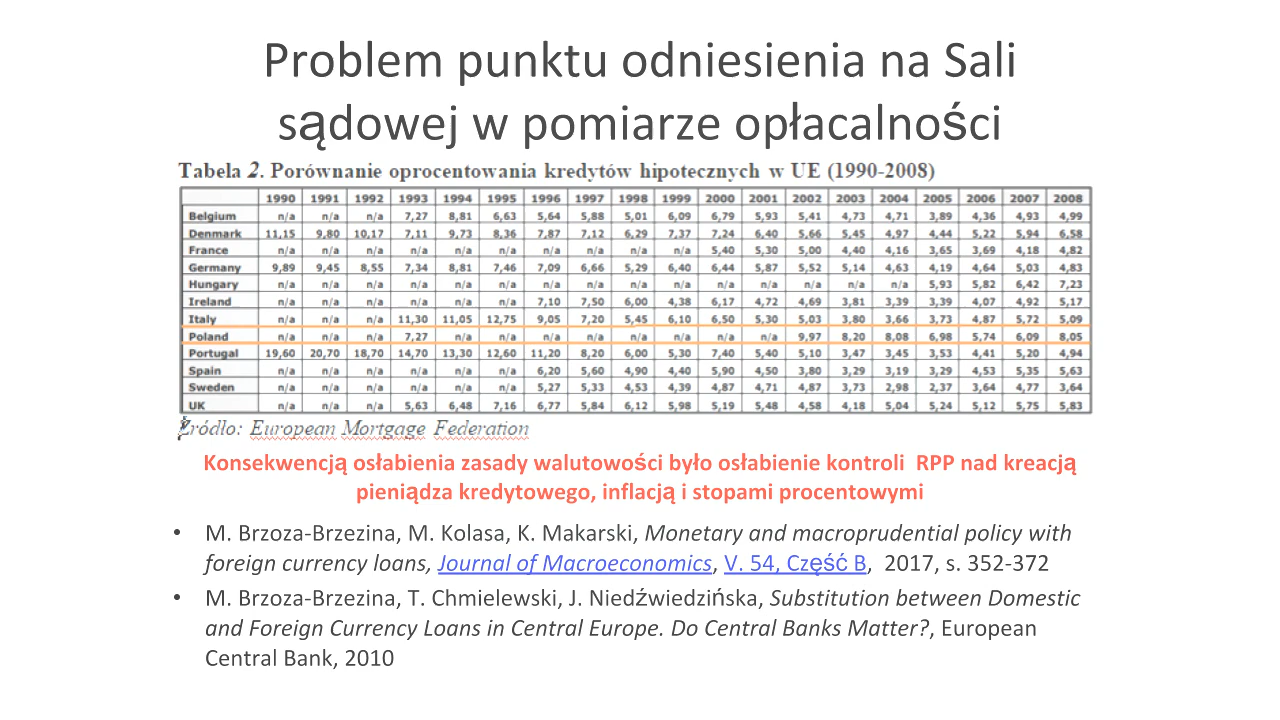 Problem punktu odniesienia na Sali
sądowej w pomiarze opłacalności
Tabela 2. Porównanie oprocentowania kredytów hipotecznych w UE (1990-2008)
1990 1991 1992 1993 1994 1995 1996 1997 1998 1999 2000 2001 2002 2003 2004 2005 2006 2007 2008
Belgium n/a n/a n/a 7,27 8,81 6,63 5,64 5,88 5,01 6,09 6,79 5,93 5,41 4,73 4,71 3,89 4,36 4,93 4,99
Denmark 11,15 9,80 10,17 7,11 9,73 8,36 7,87 7,12 6,29 7,37 7,24 6,40 5,66 5,45 4,97 4,44 5,22 5,94 6,58
France n/a n/a n/a n/a n/a n/a n/a n/a n/a n/a 5,40 5,30 5,00 4,40 4,16 3,65 3,69 4,18 4,82
Germany 9,89 9,45 8,55 7,34 8,81 7,46 7,09 6,66 5,29 6,40 6,44 5,87 5,52 5,14 4,63 4,19 4,64 5,03 4,83
Hungary n/a n/a n/a n/a n/a n/a n/a n/a n/a n/a n/a n/a n/a n/a n/a 5,93 5,82 6,42 7,23
Ireland n/a n/a n/a n/a n/a n/a 7,10 7,50 6,00 4,38 6,17 4,72 4,69 3,81 3,39 3,39 4,07 4,92 5,17
Italy n/a n/a n/a 11,30 11,05 12,75 9,05 7,20 5,45 6,10 6,50 5,30 5,03 3,80 3,66 3,73 4,87 5,72 5,09
Poland n/a n/a n/a 7,27 n/a n/a n/a n/a n/a n/a n/a n/a 9,97 8,20 8,08 6,98 5,74 6,09 8,05
Portugal 19,60 20,70 18,70 14,70 13,30 12,60 11,20 8,20 6,00 5,30 7,40 5,40 5,10 3,47 3,45 3,53 4,41 5,20 4,94
Spain n/a n/a n/a n/a n/a n/a 6,20 5,60 4,90 4,40 5,90 4,50 3,80 3,29 3,19 3,29 4,53 5,35 5,63
Sweden n/a n/a n/a n/a n/a n/a 5,27 5,33 4,53 4,39 4,87 4,71 4,87 3,73 2,98 2,37 3,64 4,77 3,64
UK n/a n/a n/a 5,63 6,48 7,16 6,77 5,84 6,12 5,98 5,19 5,48 4,58 4,18 5,04 5,24 5,12 5,75 5,83
Źródło: European Mortgage Federation
Konsekwencją osłabienia zasady walutowości było osłabienie kontroli RPP nad kreacją
pieniądza kredytowego, inflacją i stopami procentowymi
• M. Brzoza-Brzezina, M. Kolasa, K. Makarski, Monetary and macroprudential policy with
foreign currency loans, Journal of Macroeconomics, V. 54, Część B, 2017, s. 352-372
• M. Brzoza-Brzezina, T. Chmielewski, J. Niedźwiedzińska, Substitution between Domestic
and Foreign Currency Loans in Central Europe. Do Central Banks Matter?, European
Central Bank, 2010